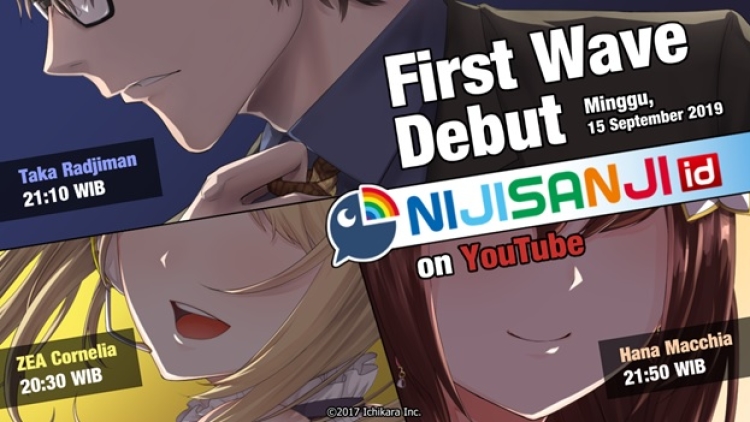 First Wave
Debut
Minggu,
15 September 2019
NIJISANJI id
on YouTube
Taka Radjiman
21:10 WIB
ZEA Cornelia
20:30 WIB
Hana Macchia
21:50 WIB
©2017 Ichikara Inc.